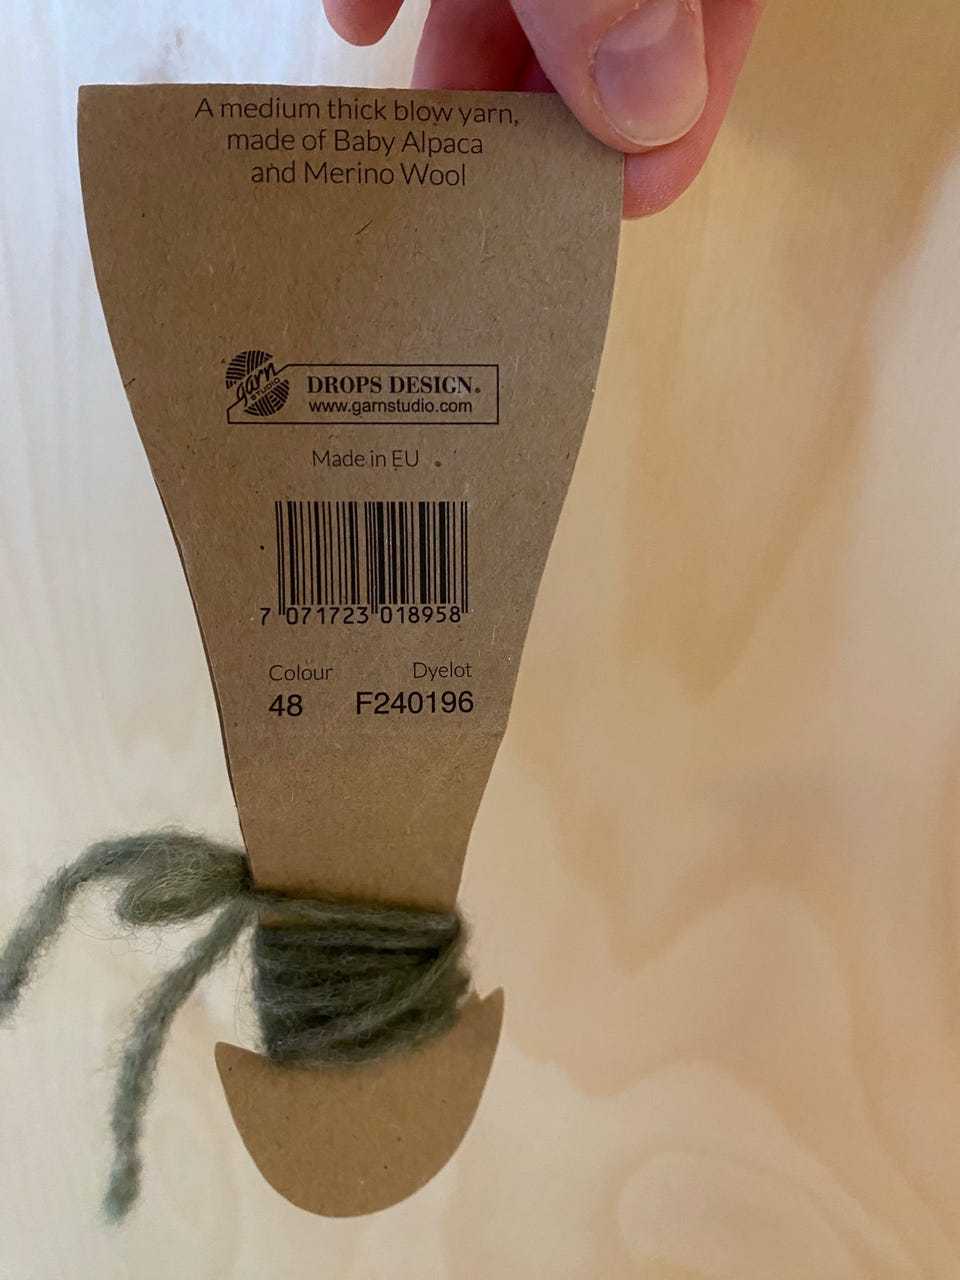 A medium thick blow yarn,
made of Baby Alpaca
and Merino Wool
garn
STUDIO
DROPS DESIGN®
www.garnstudio.com
Made in EU
7 071723 018958
Colour Dyelot
48 F240196